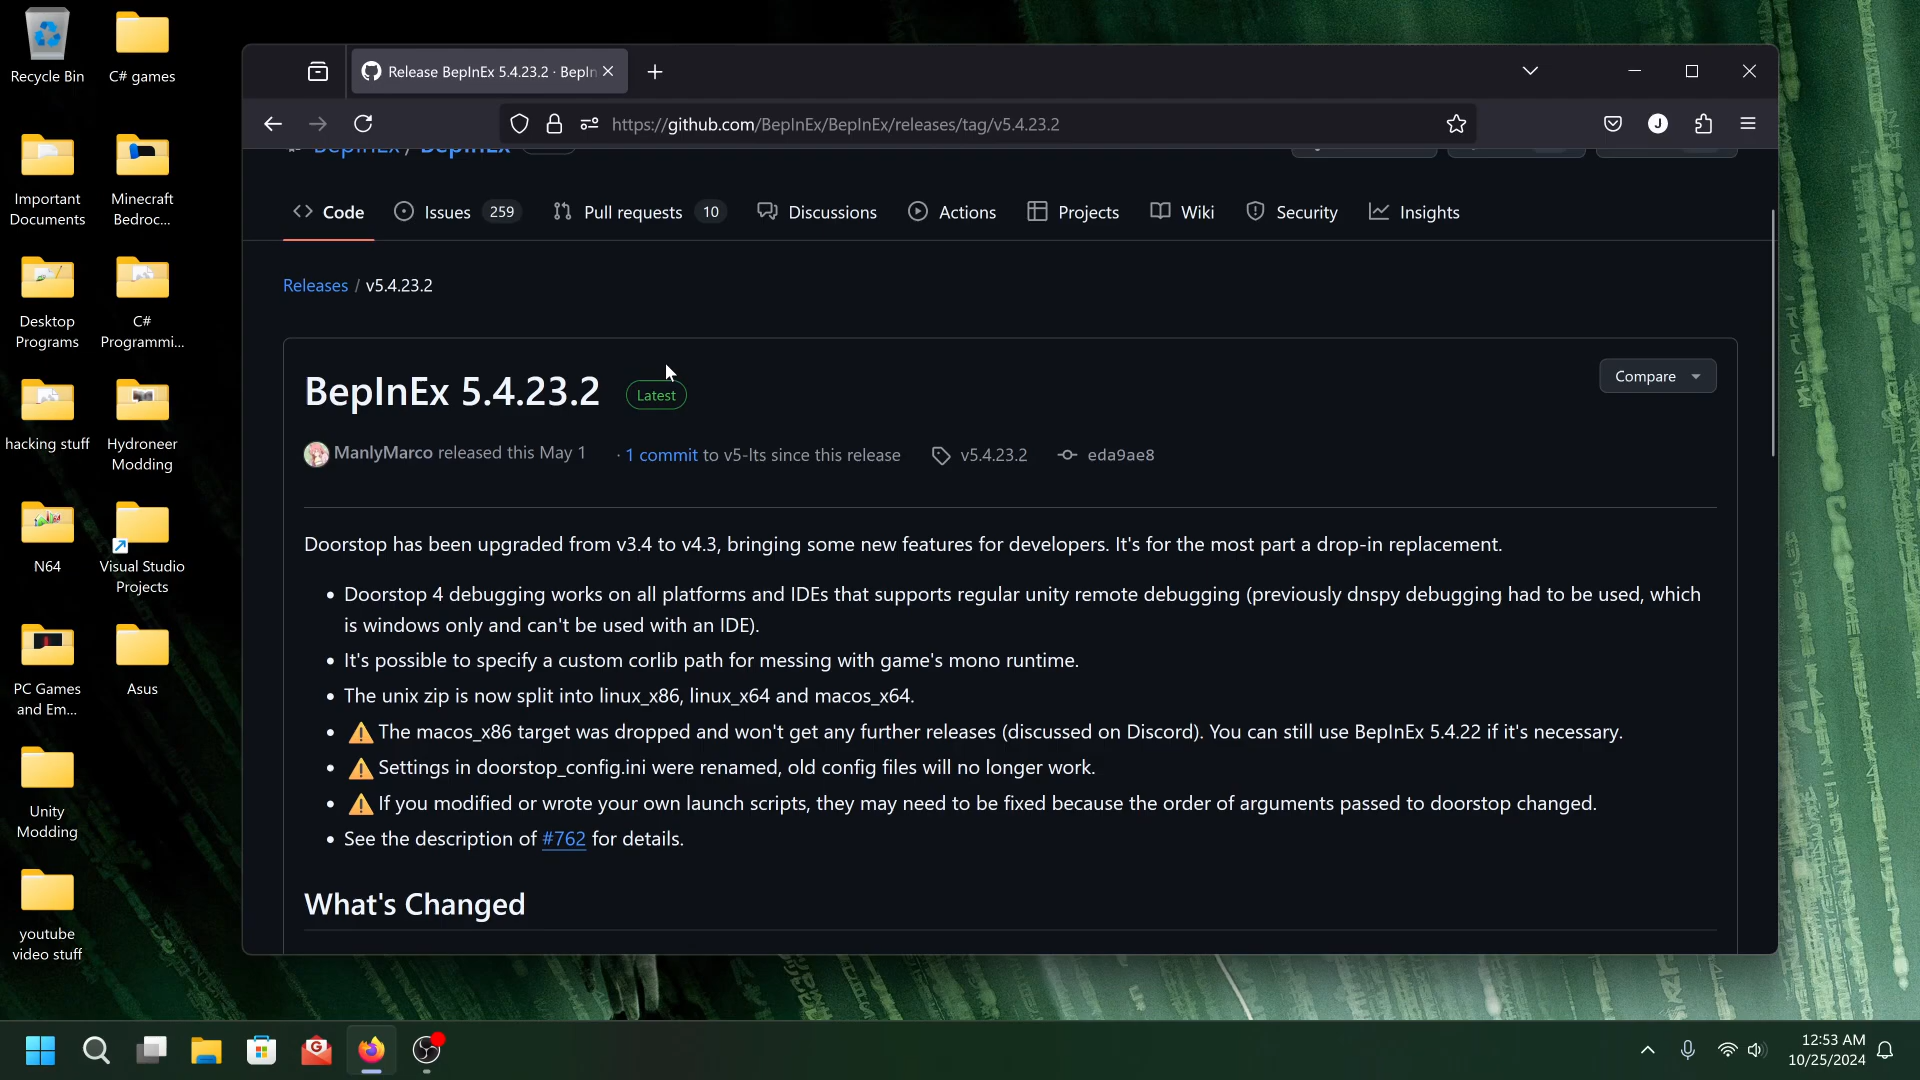 Recycle Bin
C# games
Important
Documents
Minecraft
Bedroc...
Desktop
Programs
C#
Programmi...
hacking stuff
Hydroneer
Modding
N64
Visual Studio
Projects
PC Games
and Em...
Asus
Unity
Modding
youtube
video stuff
Release BepInEx 5.4.23.2 · BepIn
https://github.com/BepInEx/BepInEx/releases/tag/v5.4.23.2
J
BepInEx / BepInEx
Code
Issues 259
Pull requests 10
Discussions
Actions
Projects
Wiki
Security
Insights
Releases / v5.4.23.2
BepInEx 5.4.23.2 Latest
Compare
ManlyMarco released this May 1 · 1 commit to v5-lts since this release v5.4.23.2 eda9ae8
Doorstop has been upgraded from v3.4 to v4.3, bringing some new features for developers. It's for the most part a drop-in replacement.
• Doorstop 4 debugging works on all platforms and IDEs that supports regular unity remote debugging (previously dnspy debugging had to be used, which
is windows only and can't be used with an IDE).
• It's possible to specify a custom corlib path for messing with game's mono runtime.
• The unix zip is now split into linux_x86, linux_x64 and macos_x64.
• ⚠️ The macos_x86 target was dropped and won't get any further releases (discussed on Discord). You can still use BepInEx 5.4.22 if it's necessary.
• ⚠️ Settings in doorstop_config.ini were renamed, old config files will no longer work.
• ⚠️ If you modified or wrote your own launch scripts, they may need to be fixed because the order of arguments passed to doorstop changed.
• See the description of #762 for details.
What's Changed
12:53 AM
10/25/2024